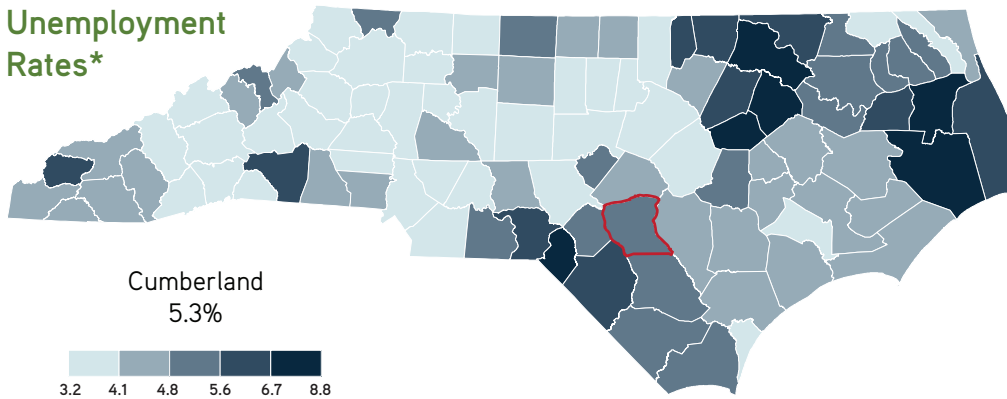 Unemployment
Rates*
Cumberland
5.3%
3.2 4.1 4.8 5.6 6.7 8.8